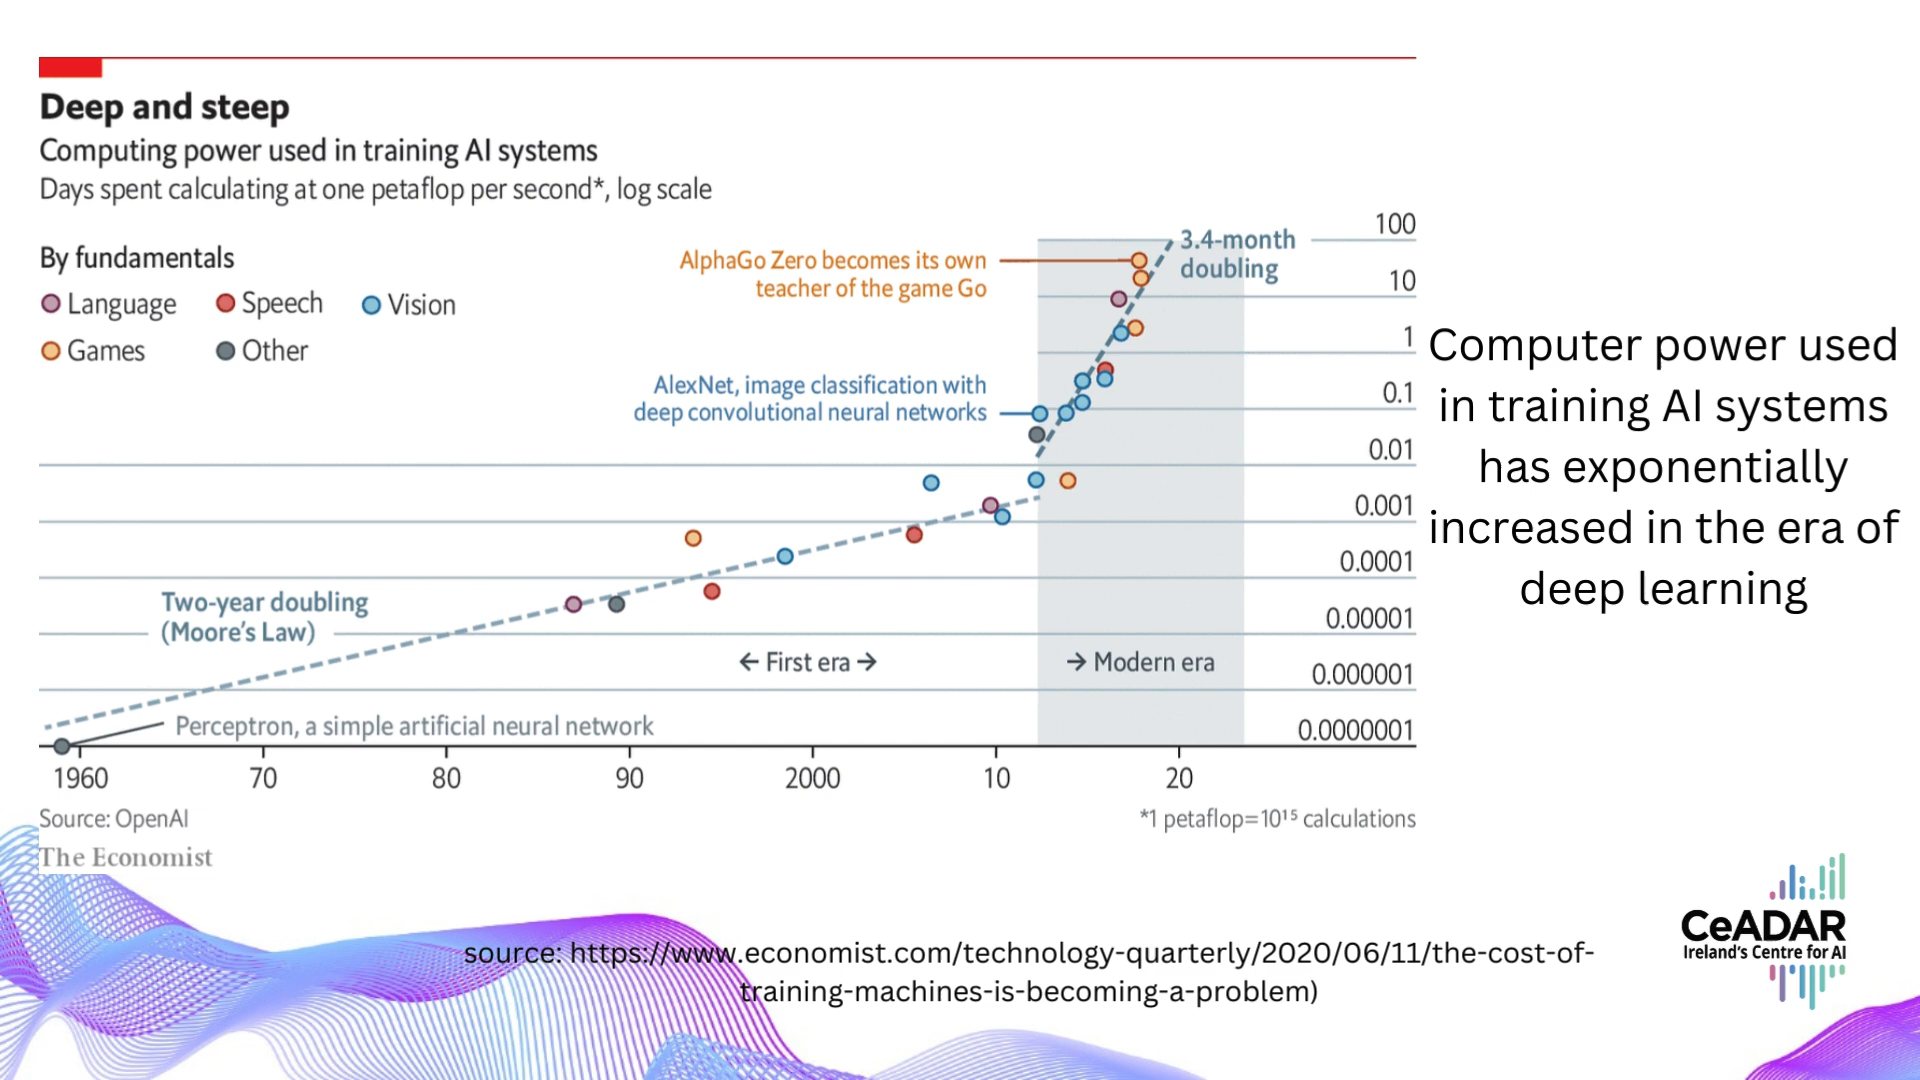 Deep and steep
Computing power used in training AI systems
Days spent calculating at one petaflop per second*, log scale
By fundamentals
Language
Speech
Vision
Games
Other
AlphaGo Zero becomes its own
teacher of the game Go
3.4-month
doubling
AlexNet, image classification with
deep convolutional neural networks
Two-year doubling
(Moore's Law)
← First era →
→ Modern era
Perceptron, a simple artificial neural network
100
10
1
0.1
0.01
0.001
0.0001
0.00001
0.000001
0.0000001
1960
70
80
90
2000
10
20
Source: OpenAI
*1 petaflop=10¹⁵ calculations
The Economist
Computer power used
in training AI systems
has exponentially
increased in the era of
deep learning
source: https://www.economist.com/technology-quarterly/2020/06/11/the-cost-of-
training-machines-is-becoming-a-problem)
CeADAR
Ireland's Centre for AI